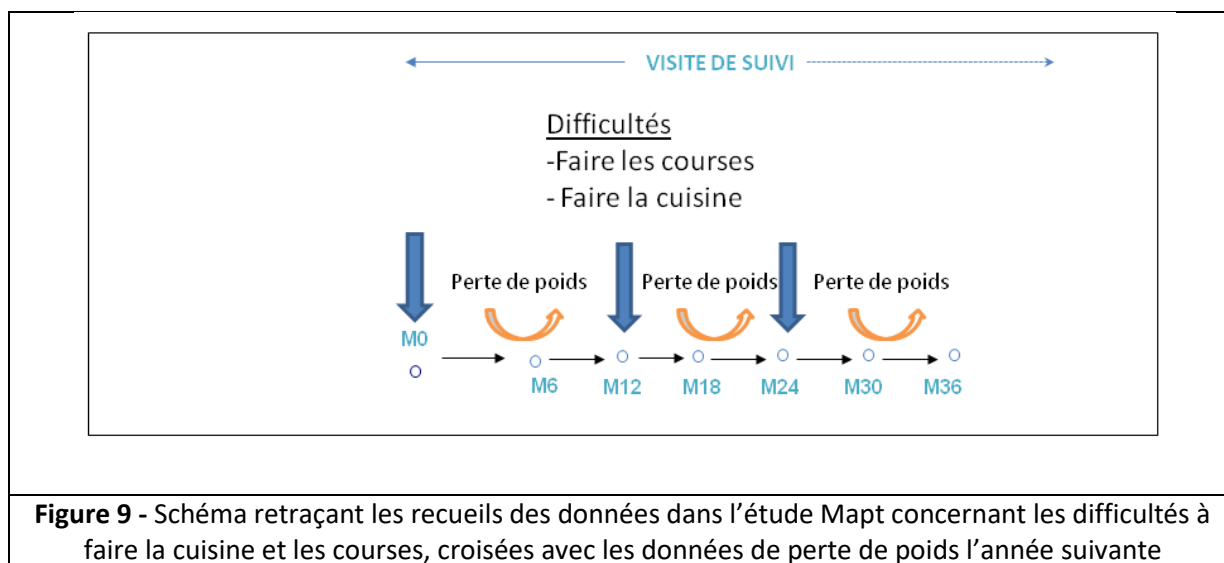 VISITE DE SUIVI
Difficultés
-Faire les courses
- Faire la cuisine
Perte de poids Perte de poids Perte de poids
M0
M6 M12 M18 M24 M30 M36
Figure 9 - Schéma retraçant les recueils des données dans l’étude Mapt concernant les difficultés à
faire la cuisine et les courses, croisées avec les données de perte de poids l’année suivante